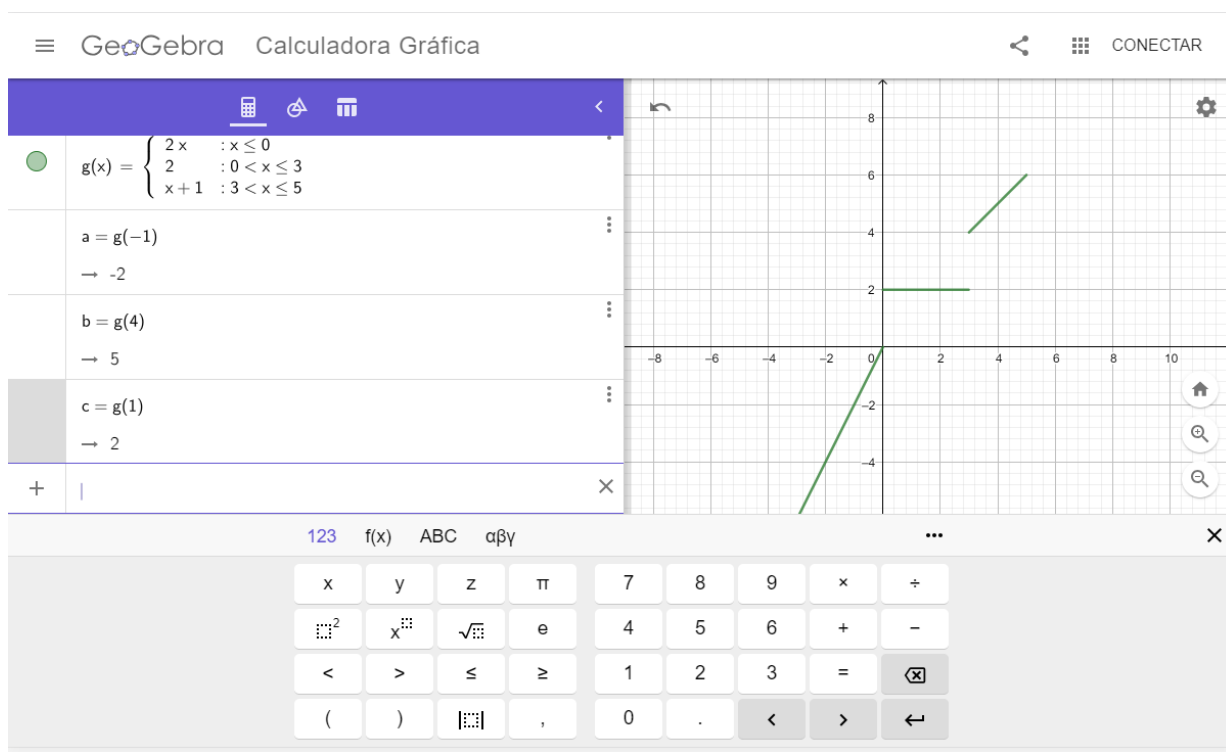 GeoGebra Calculadora Gráfica
CONECTAR
g(x) = { 2 x : x ≤ 0
2 : 0 < x ≤ 3
x + 1 : 3 < x ≤ 5
a = g(−1)
→ -2
b = g(4)
→ 5
c = g(1)
→ 2
+
8
6
4
2
−8 −6 −4 −2 0 2 4 6 8 10
−2
−4
123 f(x) ABC αβγ ...
x y z π 7 8 9 × ÷
² x √ e 4 5 6 + −
< > ≤ ≥ 1 2 3 =
( ) | | , 0 . < >